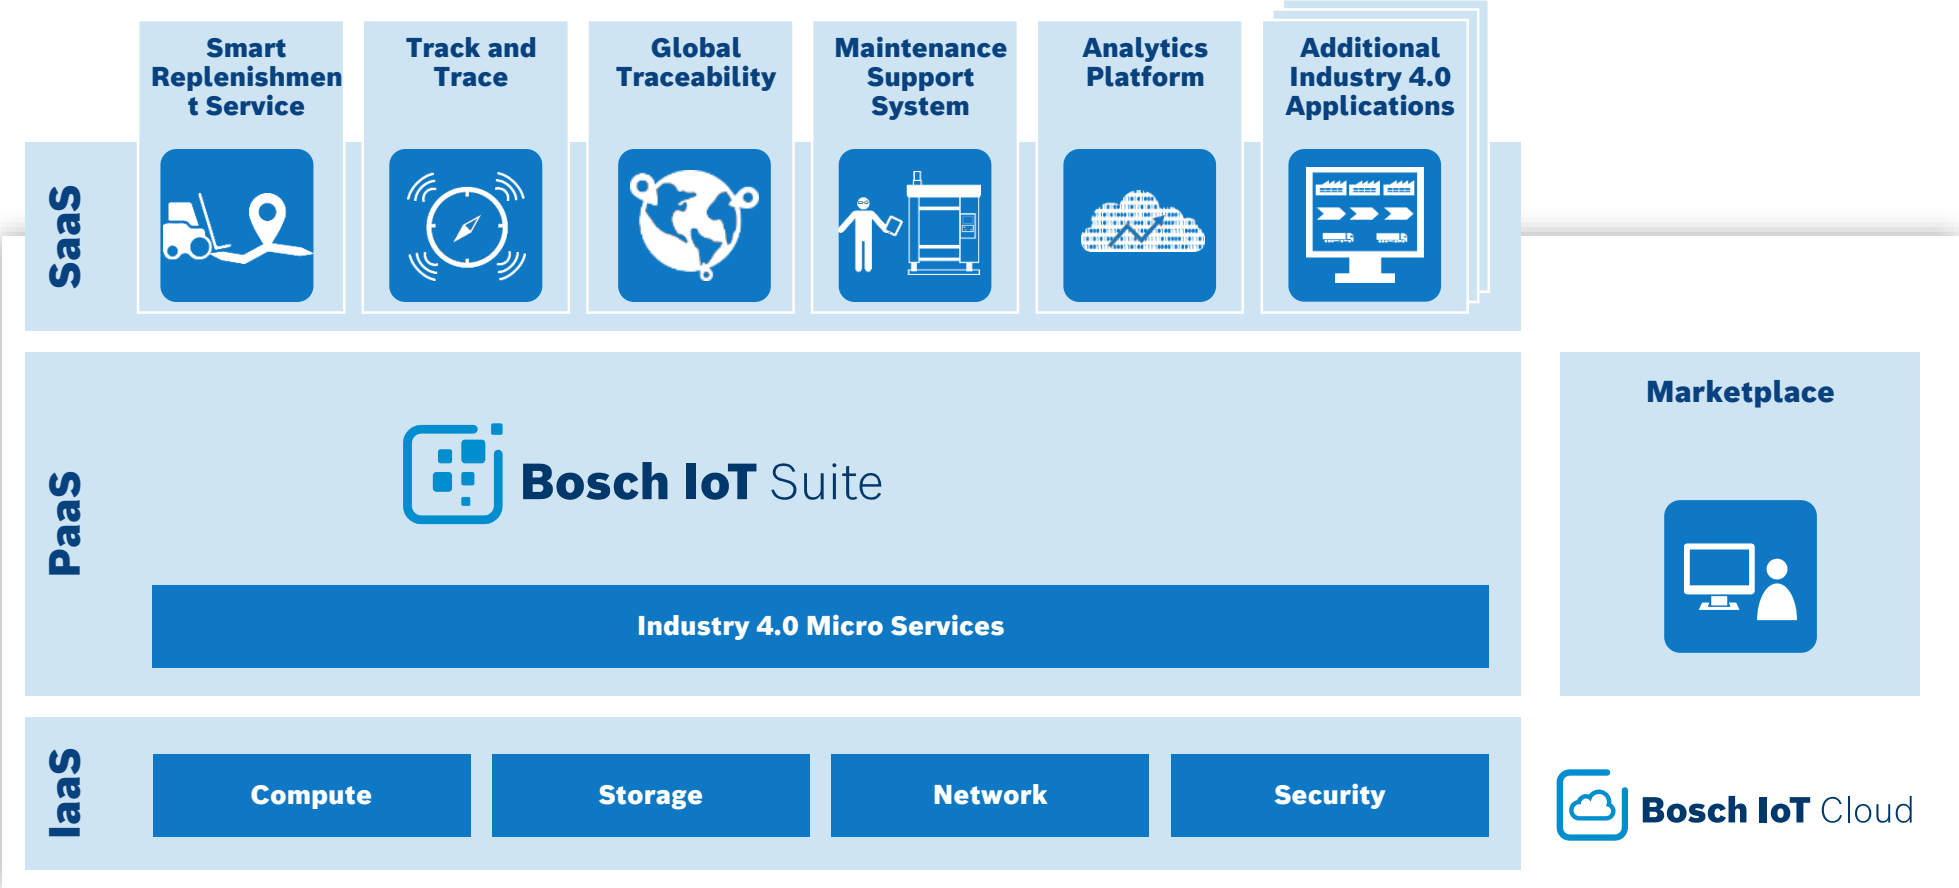 Smart
Replenishmen
t Service
Track and
Trace
Global
Traceability
Maintenance
Support
System
Analytics
Platform
Additional
Industry 4.0
Applications
SaaS
PaaS
Bosch IoT Suite
Industry 4.0 Micro Services
Marketplace
IaaS
Compute
Storage
Network
Security
Bosch IoT Cloud